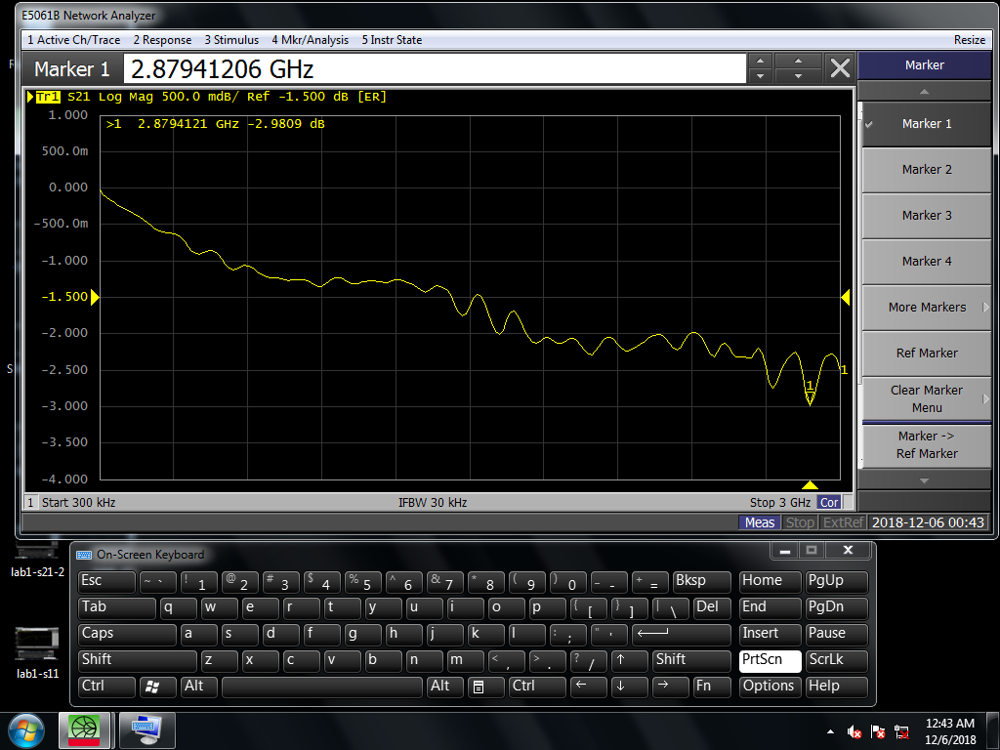 E5061B Network Analyzer
1 Active Ch/Trace 2 Response 3 Stimulus 4 Mkr/Analysis 5 Instr State Resize
Marker 1 2.87941206 GHz
Tr1 S21 Log Mag 500.0 mdB/ Ref -1.500 dB [ER]
>1 2.8794121 GHz -2.9809 dB
1.000
500.0m
0.000
-500.0m
-1.000
-1.500
-2.000
-2.500
-3.000
-3.500
-4.000
1
1
1 Start 300 kHz IFBW 30 kHz Stop 3 GHz Cor
Marker
Marker 1
Marker 2
Marker 3
Marker 4
More Markers
Ref Marker
Clear Marker
Menu
Marker ->
Ref Marker
Meas Stop ExtRef 2018-12-06 00:43
lab1-s21-2
lab1-s11
On-Screen Keyboard
Esc ~ ` ! 1 @ 2 # 3 $ 4 % 5 ^ 6 & 7 * 8 ( 9 ) 0 _ - + = Bksp Home PgUp
Tab q w e r t y u i o p { [ } ] | \ Del End PgDn
Caps a s d f g h j k l : ; " ' Insert Pause
Shift z x c v b n m < , > . ? / ↑ Shift PrtScn ScrLk
Ctrl Alt Alt Ctrl ← ↓ → Fn Options Help
12:43 AM
12/6/2018